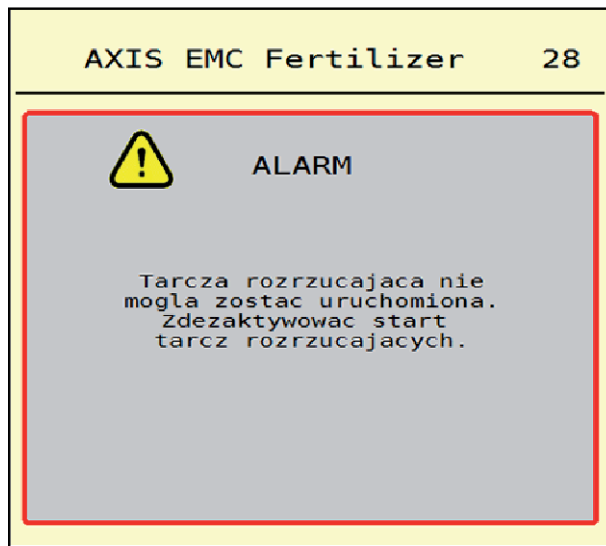 AXIS EMC Fertilizer 28
ALARM
Tarcza rozrzucajaca nie
mogla zostac uruchomiona.
Zdezaktywowac start
tarcz rozrzucajacych.